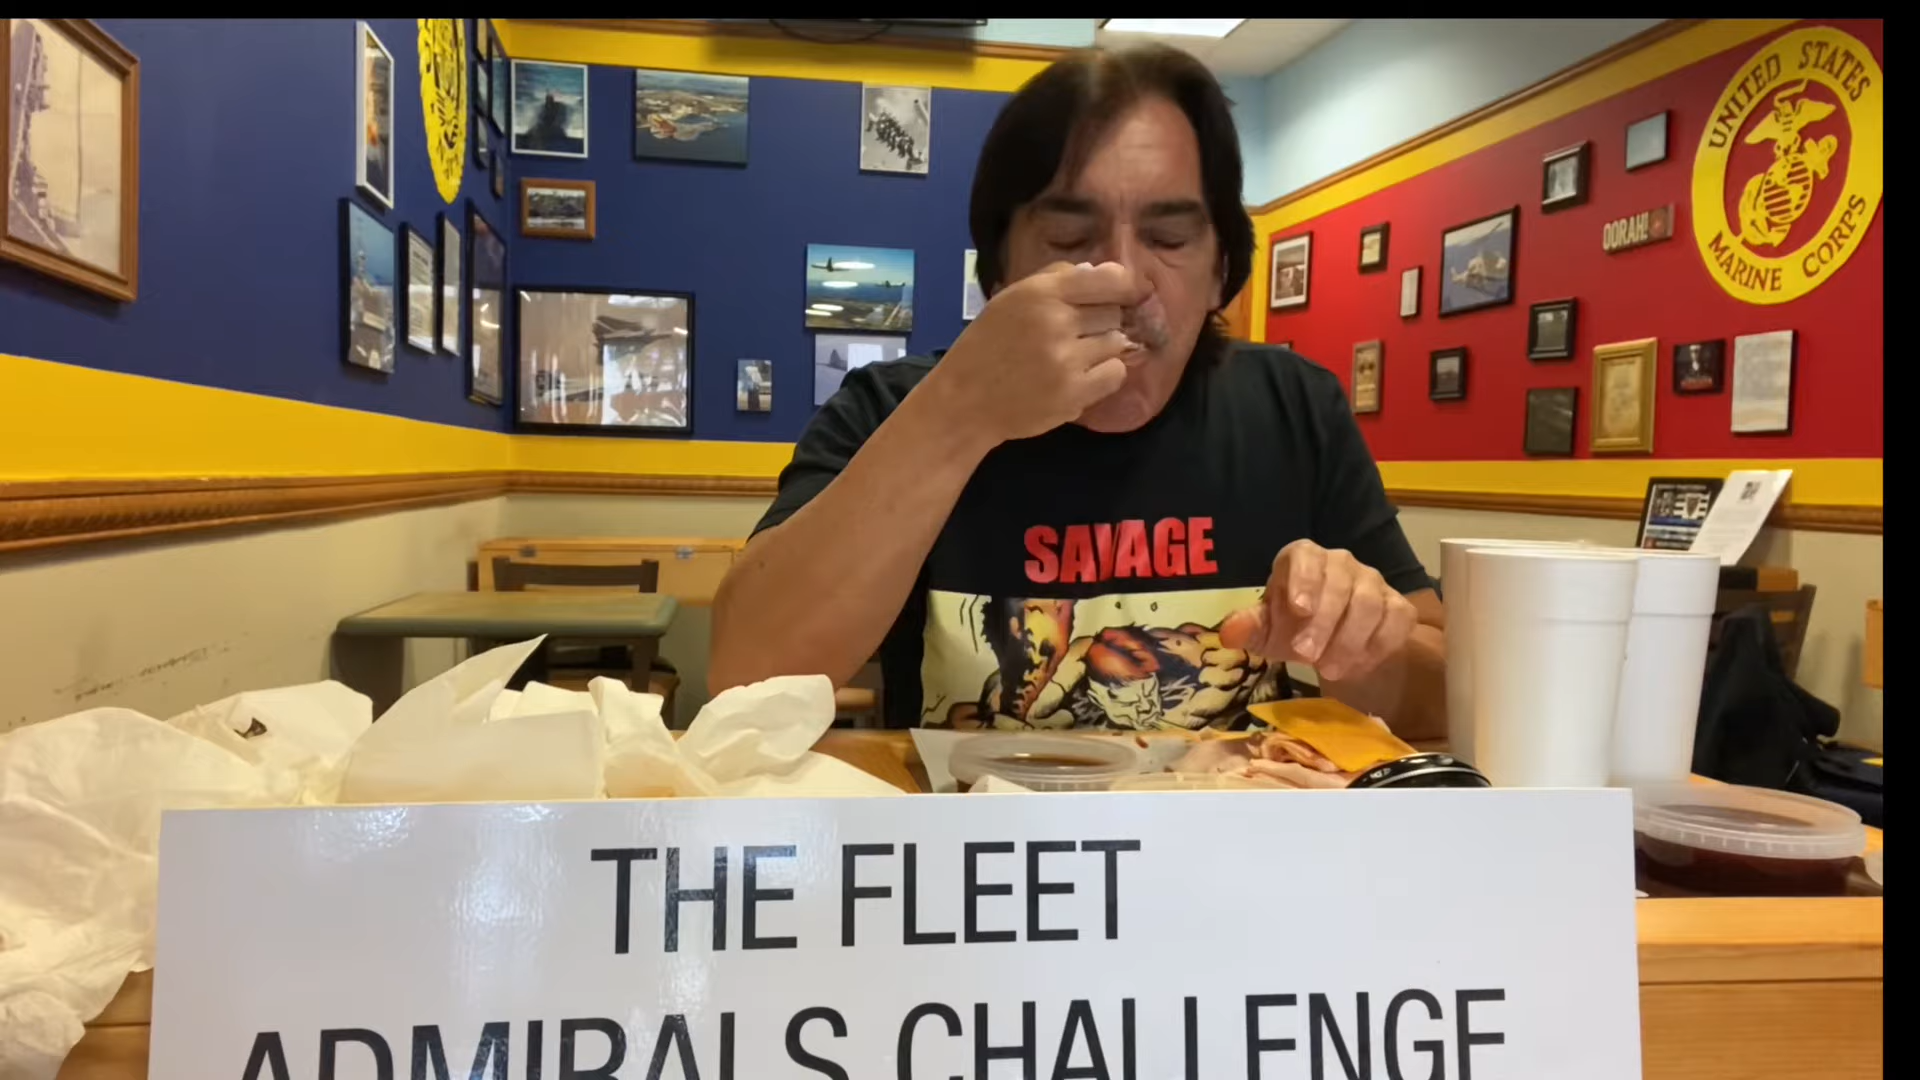 UNITED STATES
MARINE CORPS
OORAH!
SAVAGE
THE FLEET
ADMIRALS CHALLENGE